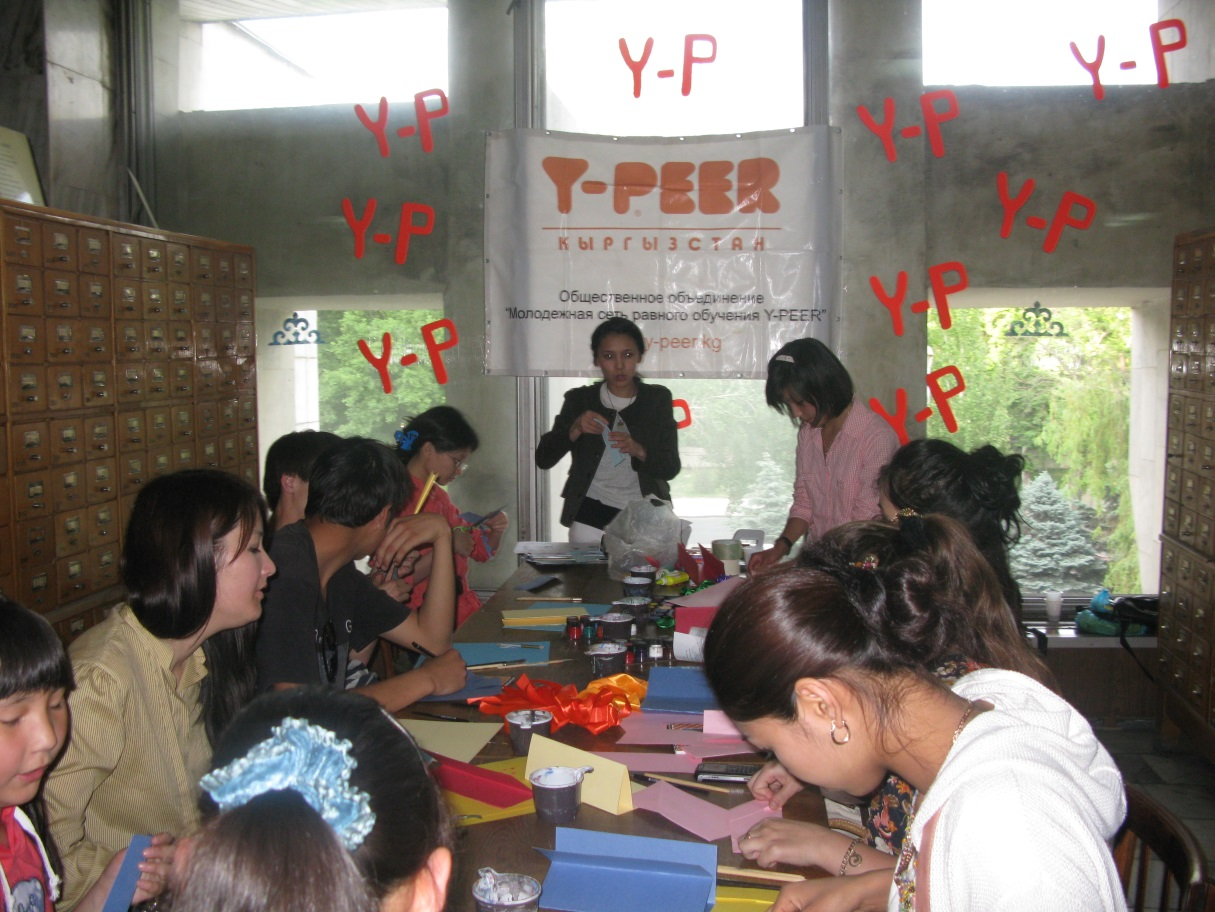 Y-P
Y-P
Y-P
Y-P
Y-PEER
КЫРГЫЗСТАН
Общественное объединение
"Молодежная сеть равного обучения Y-PEER"
y-peer.kg
Y-P
Y-P
Y-P
Y-P
Y-P
Y-P